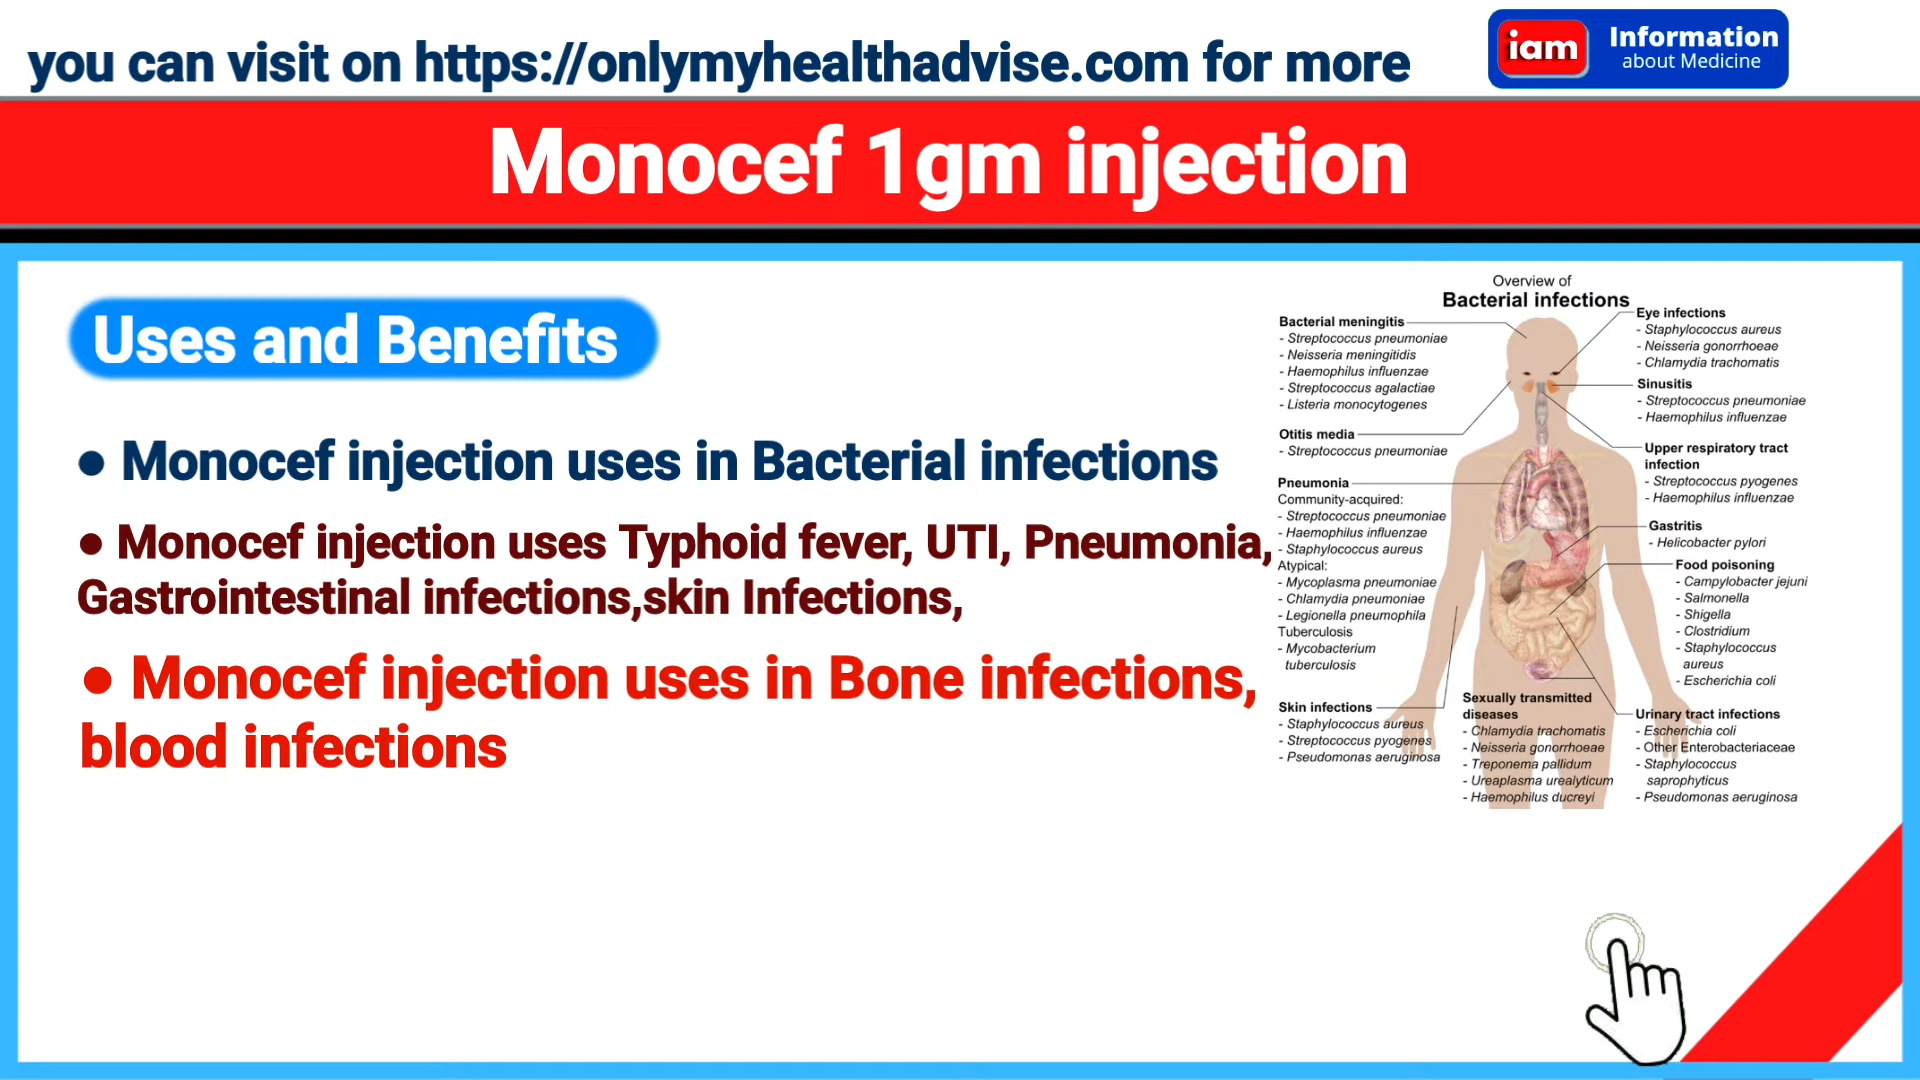 you can visit on https://onlymyhealthadvise.com for more
iam
Information
about Medicine
Monocef 1gm injection
Uses and Benefits
● Monocef injection uses in Bacterial infections
● Monocef injection uses Typhoid fever, UTI, Pneumonia,
Gastrointestinal infections,skin Infections,
● Monocef injection uses in Bone infections,
blood infections
Overview of
Bacterial infections
Bacterial meningitis
- Streptococcus pneumoniae
- Neisseria meningitidis
- Haemophilus influenzae
- Streptococcus agalactiae
- Listeria monocytogenes
Otitis media
- Streptococcus pneumoniae
Pneumonia
Community-acquired:
- Streptococcus pneumoniae
- Haemophilus influenzae
- Staphylococcus aureus
Atypical:
- Mycoplasma pneumoniae
- Chlamydia pneumoniae
- Legionella pneumophila
Tuberculosis
- Mycobacterium
tuberculosis
Skin infections
- Staphylococcus aureus
- Streptococcus pyogenes
- Pseudomonas aeruginosa
Eye infections
- Staphylococcus aureus
- Neisseria gonorrhoeae
- Chlamydia trachomatis
Sinusitis
- Streptococcus pneumoniae
- Haemophilus influenzae
Upper respiratory tract
infection
- Streptococcus pyogenes
- Haemophilus influenzae
Gastritis
- Helicobacter pylori
Food poisoning
- Campylobacter jejuni
- Salmonella
- Shigella
- Clostridium
- Staphylococcus
aureus
- Escherichia coli
Sexually transmitted
diseases
- Chlamydia trachomatis
- Neisseria gonorrhoeae
- Treponema pallidum
- Ureaplasma urealyticum
- Haemophilus ducreyi
Urinary tract infections
- Escherichia coli
- Other Enterobacteriaceae
- Staphylococcus
saprophyticus
- Pseudomonas aeruginosa